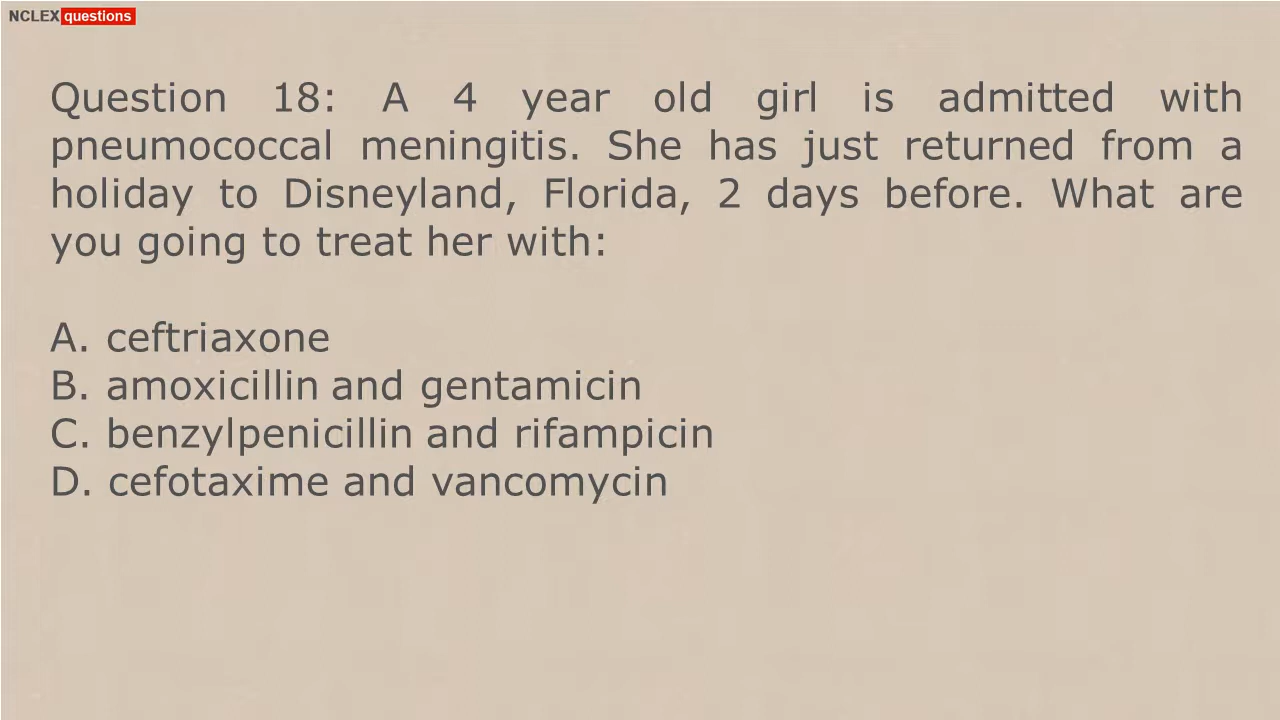 NCLEX questions
Question 18: A 4 year old girl is admitted with
pneumococcal meningitis. She has just returned from a
holiday to Disneyland, Florida, 2 days before. What are
you going to treat her with:
A. ceftriaxone
B. amoxicillin and gentamicin
C. benzylpenicillin and rifampicin
D. cefotaxime and vancomycin